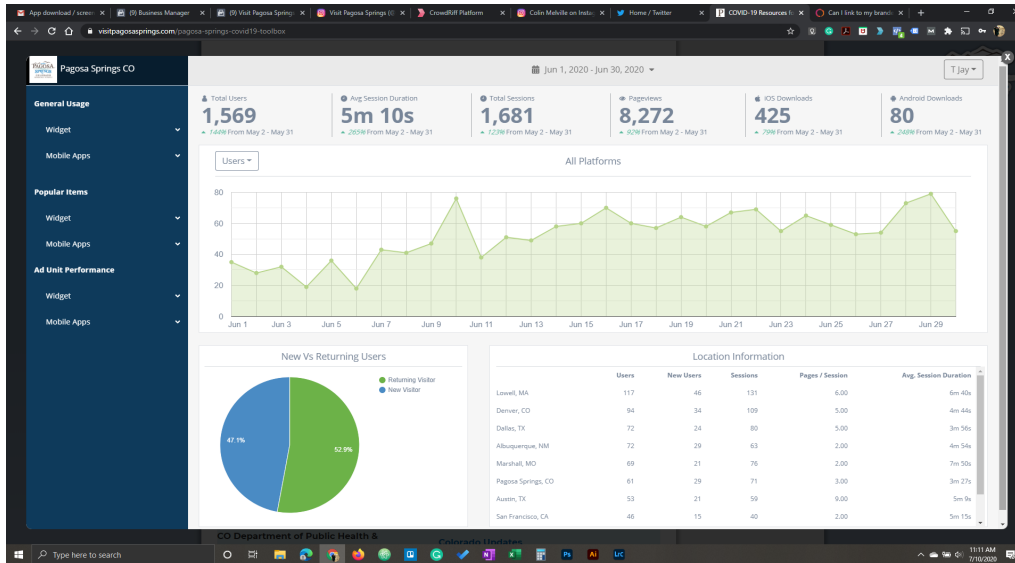 App download / screen
(9) Business Manager
(9) Visit Pagosa Springs
Visit Pagosa Springs (@
CrowdRiff Platform
Colin Melville on Instag
Home / Twitter
COVID-19 Resources fo
Can I link to my brand
visitpagosasprings.com/pagosa-springs-covid19-toolbox
PAGOSA
SPRINGS
Pagosa Springs CO
Jun 1, 2020 - Jun 30, 2020
T Jay
X
General Usage
Widget
Mobile Apps
Popular Items
Widget
Mobile Apps
Ad Unit Performance
Widget
Mobile Apps
Total Users
1,569
144% From May 2 - May 31
Avg Session Duration
5m 10s
265% From May 2 - May 31
Total Sessions
1,681
123% From May 2 - May 31
Pageviews
8,272
92% From May 2 - May 31
iOS Downloads
425
79% From May 2 - May 31
Android Downloads
80
248% From May 2 - May 31
Users
All Platforms
80
60
40
20
0
Jun 1 Jun 3 Jun 5 Jun 7 Jun 9 Jun 11 Jun 13 Jun 15 Jun 17 Jun 19 Jun 21 Jun 23 Jun 25 Jun 27 Jun 29
New Vs Returning Users
Returning Visitor
New Visitor
47.1%
52.9%
Location Information
Users New Users Sessions Pages / Session Avg. Session Duration
Lowell, MA 117 46 131 6.00 6m 40s
Denver, CO 94 34 109 5.00 4m 44s
Dallas, TX 72 24 80 5.00 3m 56s
Albuquerque, NM 72 29 63 2.00 4m 54s
Marshall, MO 69 21 76 2.00 7m 50s
Pagosa Springs, CO 61 29 71 3.00 3m 27s
Austin, TX 53 21 59 9.00 5m 9s
San Francisco, CA 46 15 40 2.00 5m 15s
CO Department of Public Health &
Colorado Updates
Type here to search
Ps
Ai
LrC
11:11 AM
7/10/2020